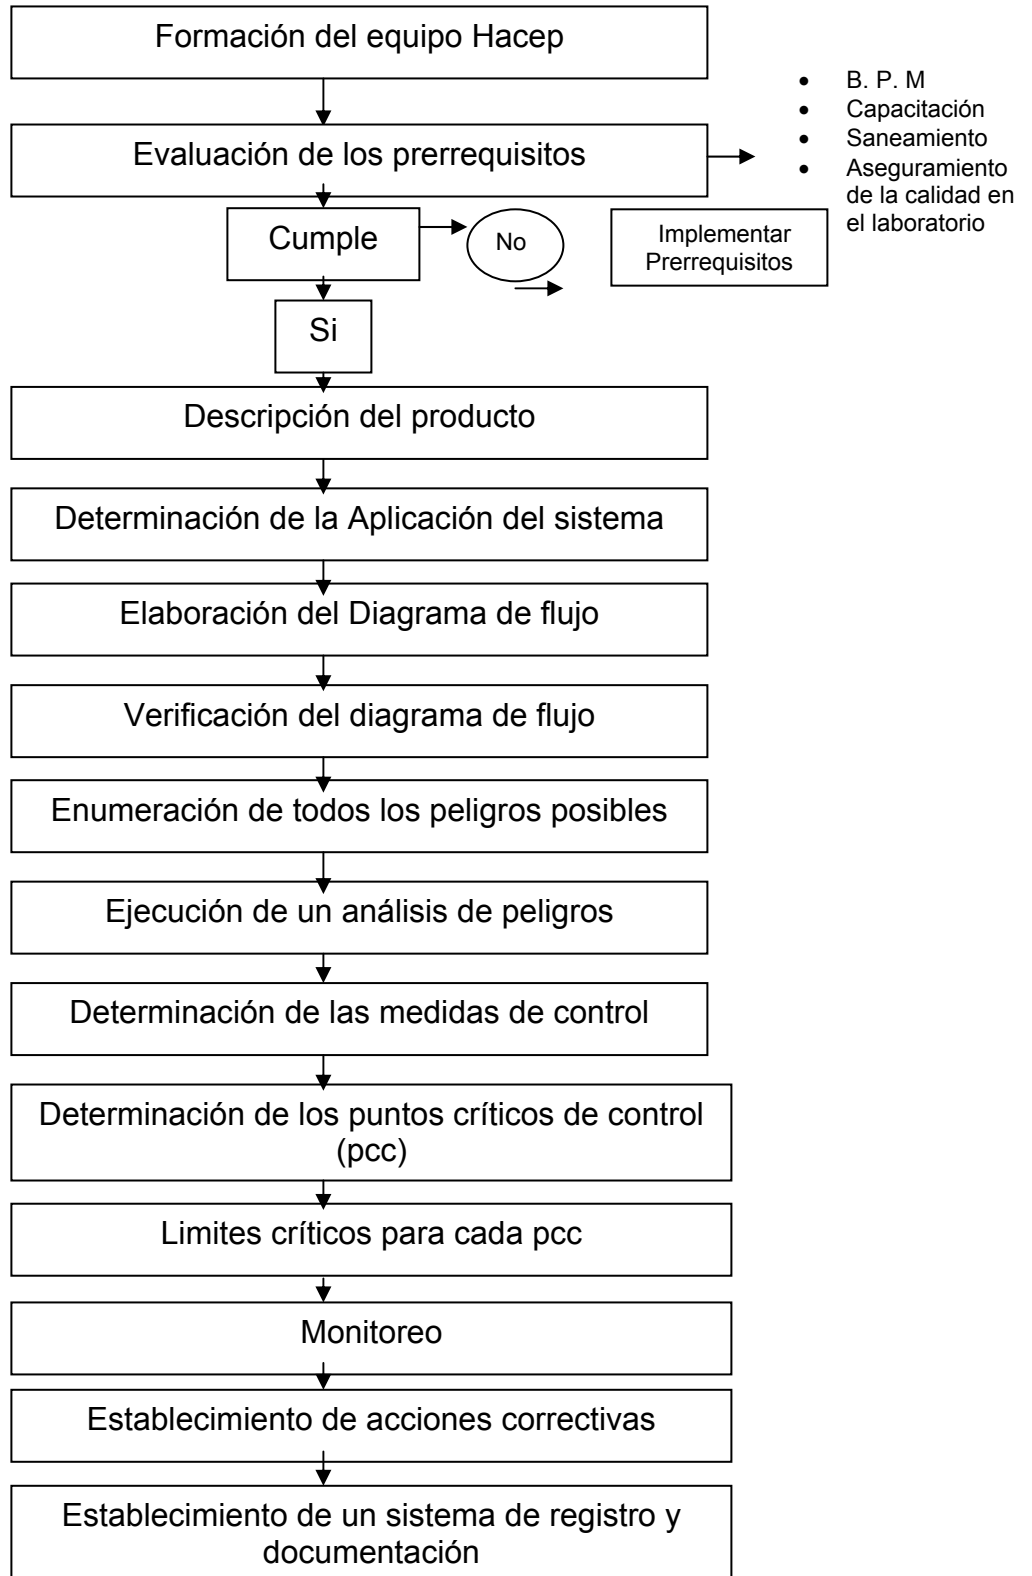 Formación del equipo Hacep
Evaluación de los prerrequisitos
• B. P. M
• Capacitación
• Saneamiento
• Aseguramiento
de la calidad en
el laboratorio
Cumple
No
Implementar
Prerrequisitos
Si
Descripción del producto
Determinación de la Aplicación del sistema
Elaboración del Diagrama de flujo
Verificación del diagrama de flujo
Enumeración de todos los peligros posibles
Ejecución de un análisis de peligros
Determinación de las medidas de control
Determinación de los puntos críticos de control
(pcc)
Limites críticos para cada pcc
Monitoreo
Establecimiento de acciones correctivas
Establecimiento de un sistema de registro y
documentación